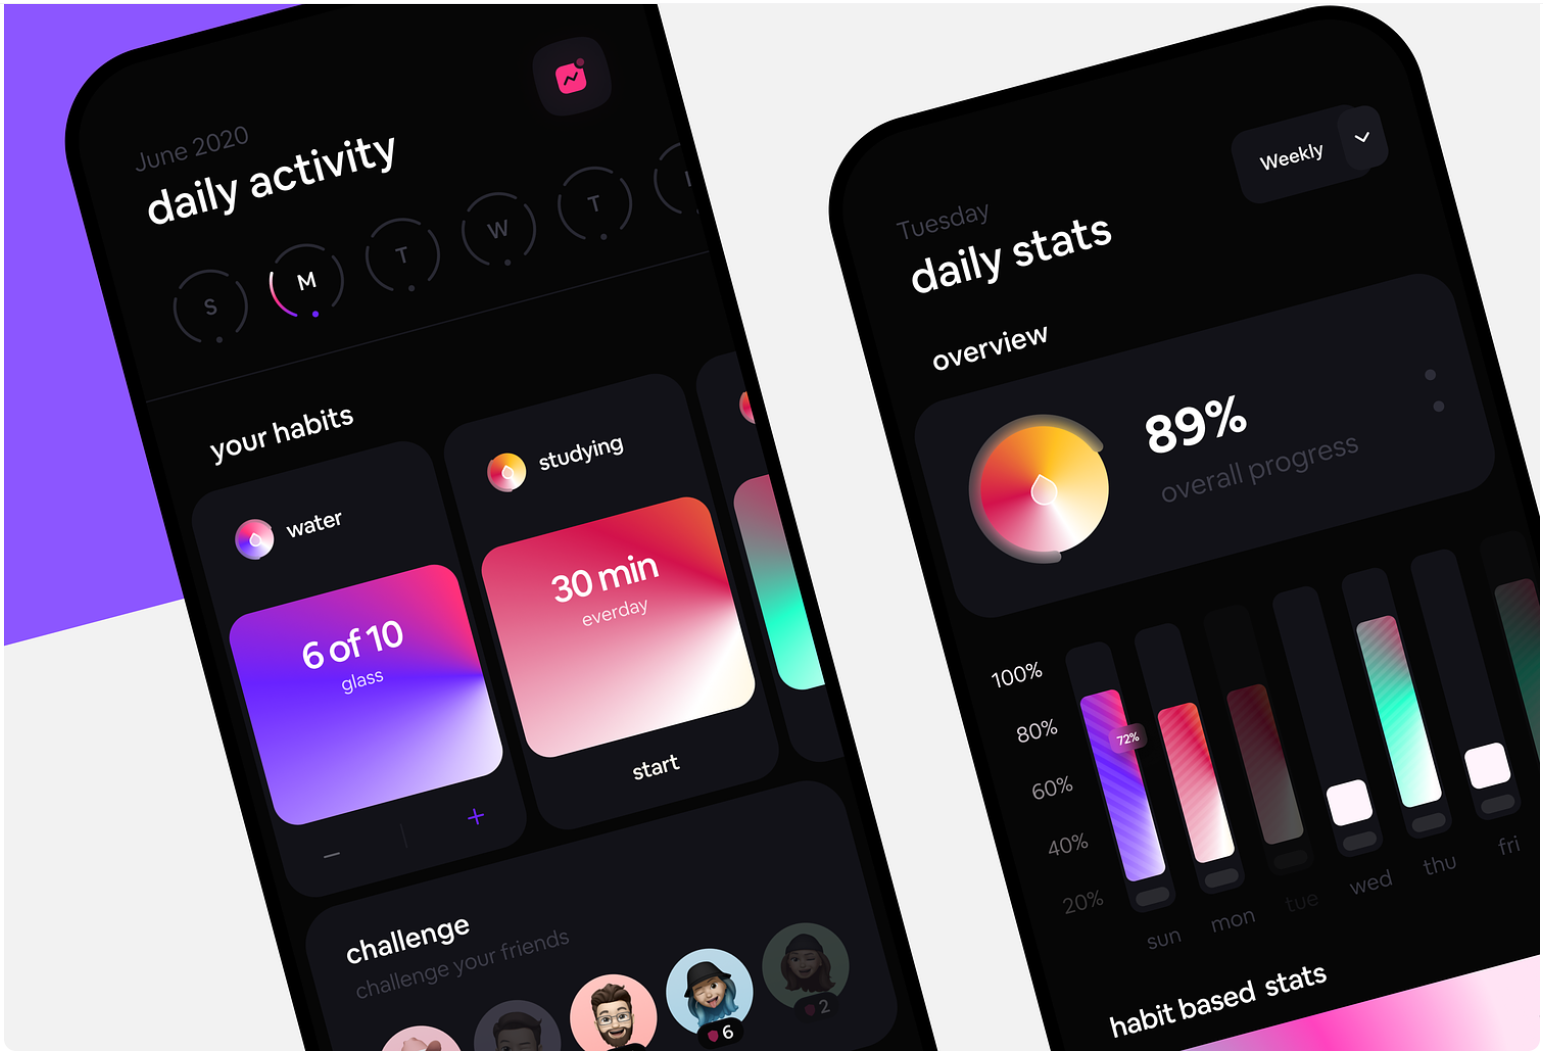 June 2020
daily activity
S
M
T
W
T
your habits
water
6 of 10
glass
studying
30 min
everday
start
challenge
challenge your friends
6
2
Weekly
Tuesday
daily stats
overview
89%
overall progress
100%
80%
60%
40%
20%
72%
sun
mon
tue
wed
thu
fri
habit based stats